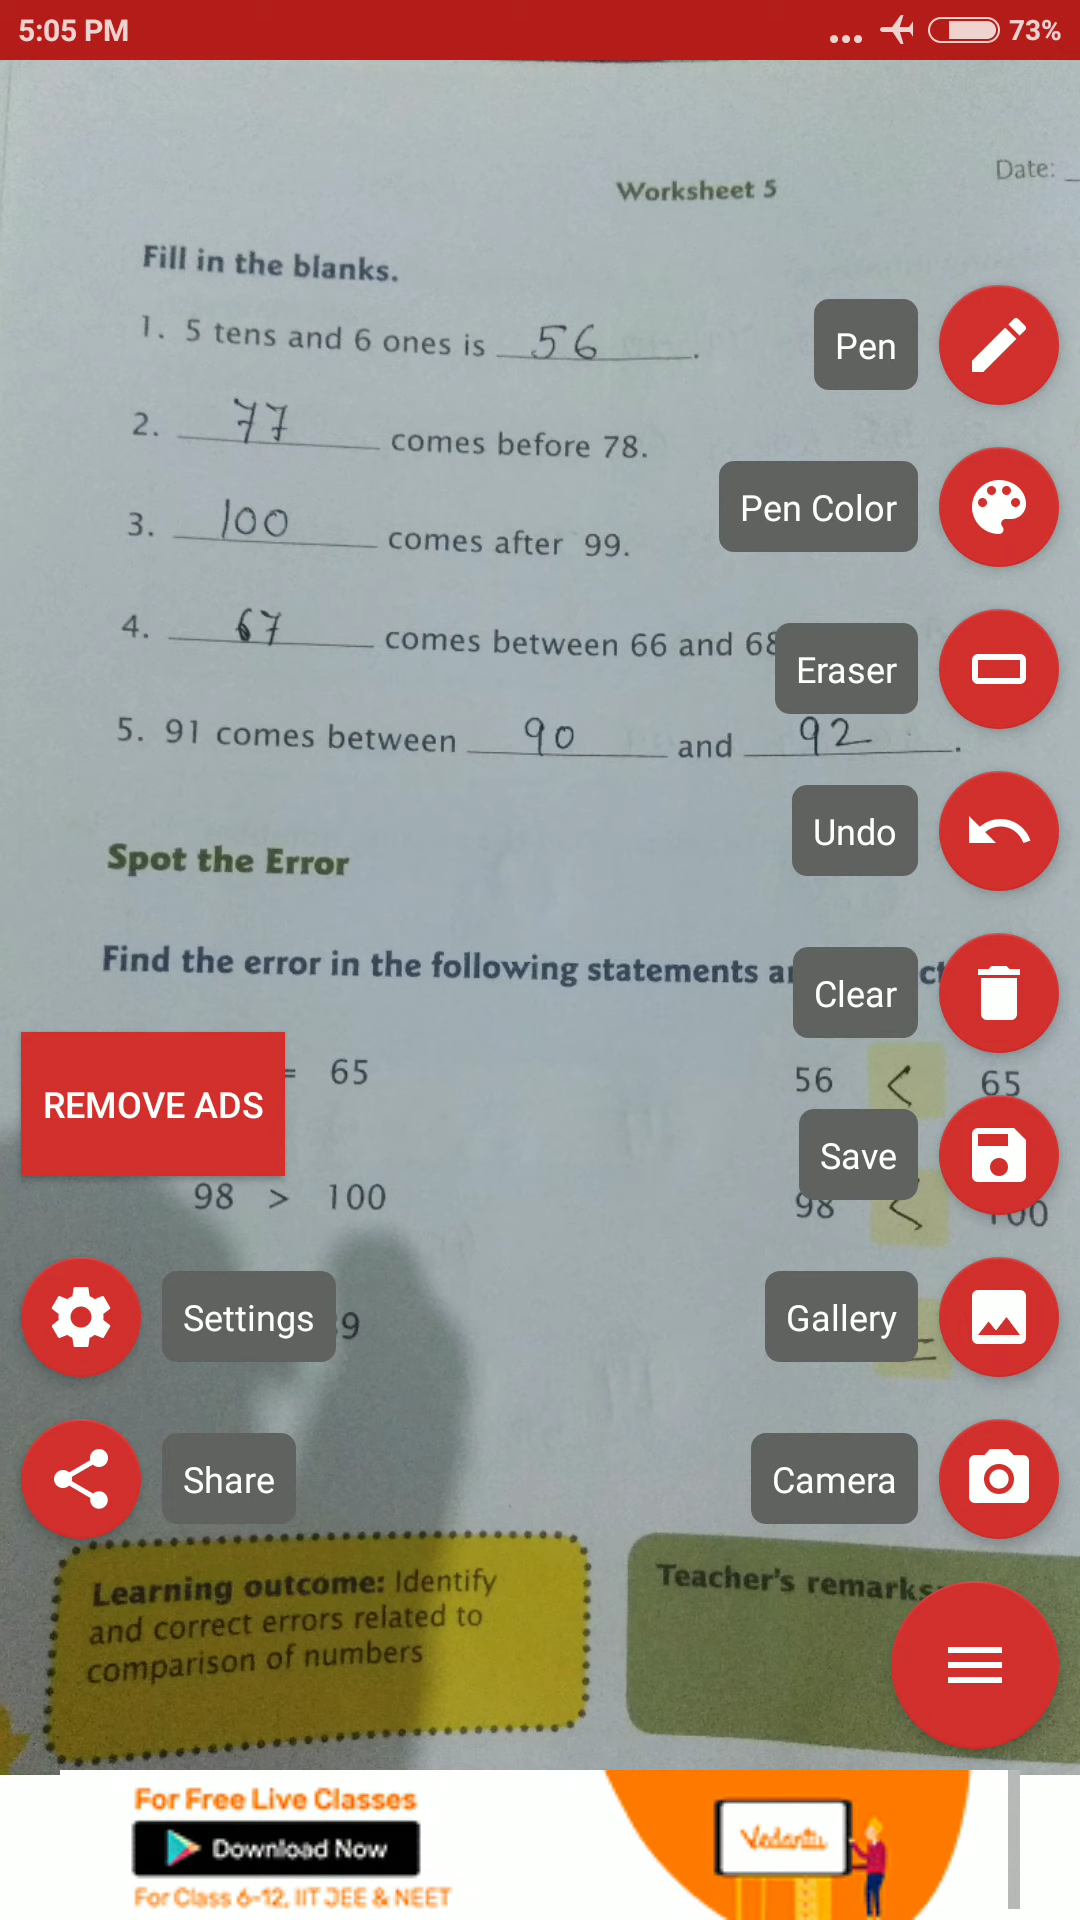 5:05 PM
73%
Date:
Worksheet 5
Fill in the blanks.
1. 5 tens and 6 ones is 56.
Pen
2. 77 comes before 78.
Pen Color
3. 100 comes after 99.
4. 67 comes between 66 and 68
Eraser
5. 91 comes between 90 and 92.
Undo
Spot the Error
Find the error in the following statements
Clear
= 65
56 < 65
REMOVE ADS
Save
98 > 100
98 < 100
Settings
9
Gallery
=
Share
Camera
Learning outcome: Identify
and correct errors related to
comparison of numbers
Teacher's remarks
For Free Live Classes
Download Now
For Class 6-12, IIT JEE & NEET
Vedantu